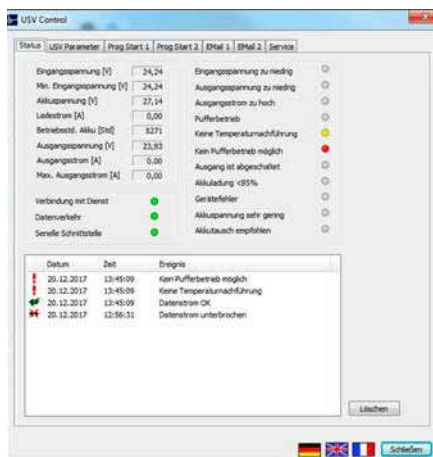 USV Control
Status USV Parameter Prog Start 1 Prog Start 2 EMail 1 EMail 2 Service
Eingangsspannung [V] 24,24
Min. Eingangsspannung [V] 24,24
Akkuspannung [V] 27,14
Ladestrom [A] 0,00
Betriebsstd. Akku [Std] 5271
Ausgangsspannung [V] 23,93
Ausgangsstrom [A] 0,00
Max. Ausgangsstrom [A] 0,00
Verbindung mit Dienst
Datenverkehr
Serielle Schnittstelle
Eingangsspannung zu niedrig
Ausgangsspannung zu niedrig
Ausgangsstrom zu hoch
Pufferbetrieb
Keine Temperaturnachführung
Kein Pufferbetrieb möglich
Ausgang ist abgeschaltet
Akkuladung <85%
Gerätefehler
Akkuspannung sehr gering
Akkutausch empfohlen
Datum Zeit Ereignis
20.12.2017 13:45:09 Kein Pufferbetrieb möglich
20.12.2017 13:45:09 Keine Temperaturnachführung
20.12.2017 13:45:09 Datenstrom OK
20.12.2017 12:56:31 Datenstrom unterbrochen
Löschen
Schließen